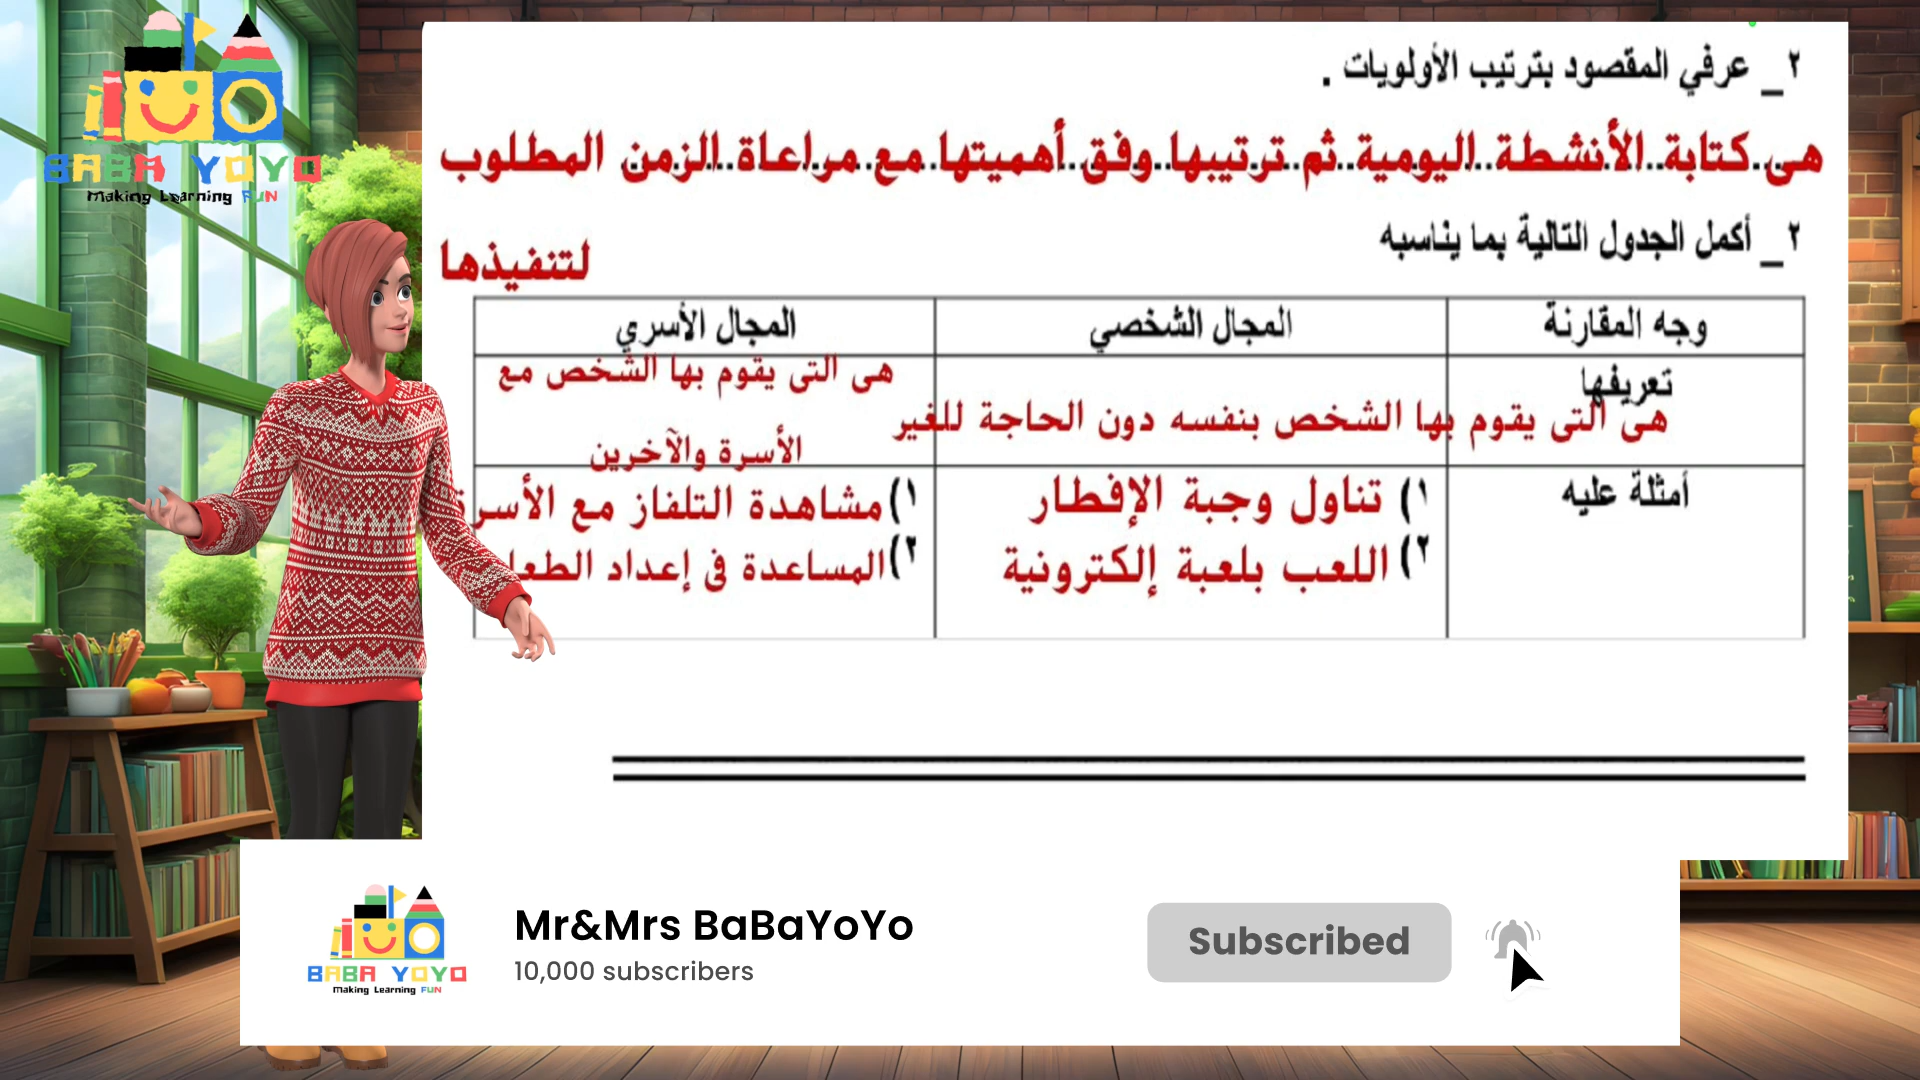 BABA YOYO
Making Learning FUN
٢_ عرفي المقصود بترتيب الأولويات .
هى كتابة الأنشطة اليومية ثم ترتيبها وفق أهميتها مع مراعاة الزمن المطلوب
لتنفيذها
٢_ أكمل الجدول التالية بما يناسبه
وجه المقارنة المجال الشخصي المجال الأسري
تعريفها
هى التى يقوم بها الشخص بنفسه دون الحاجة للغير
هى التى يقوم بها الشخص مع
الأسرة والآخرين
أمثلة عليه
١) تناول وجبة الإفطار
٢) اللعب بلعبة إلكترونية
١) مشاهدة التلفاز مع
٢) المساعدة فى إعداد
BABA YOYO
Making Learning FUN
Mr&Mrs BaBaYoYo
10,000 subscribers
Subscribed